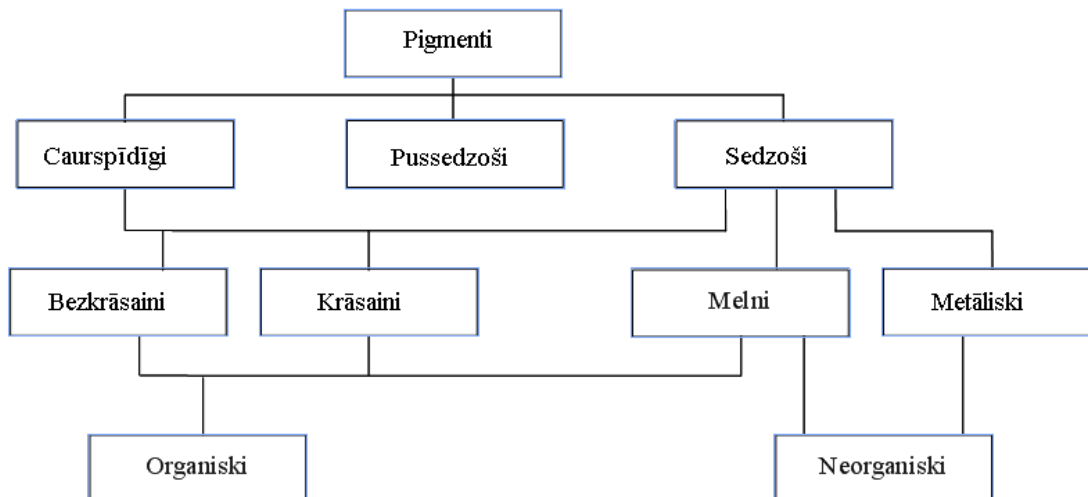 Pigmenti
Caurspīdīgi
Pussedzoši
Sedzoši
Bezkrāsaini
Krāsaini
Melni
Metāliski
Organiski
Neorganiski